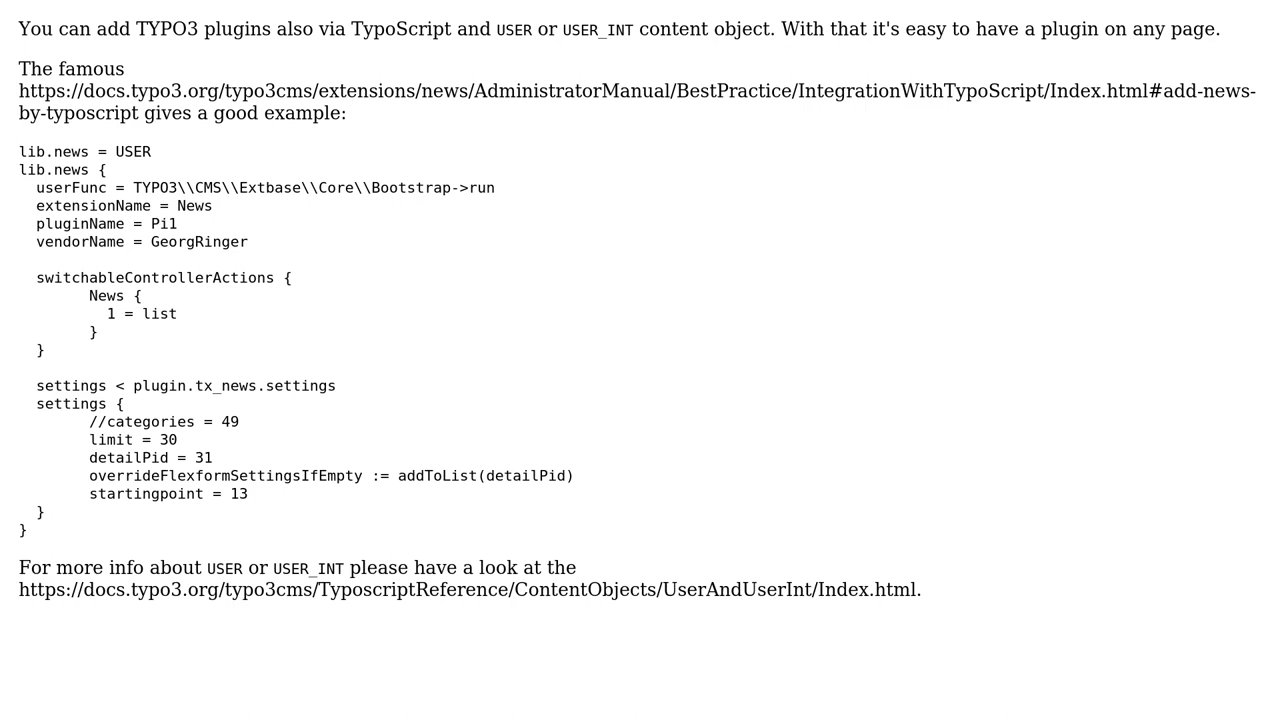 You can add TYPO3 plugins also via TypoScript and USER or USER_INT content object. With that it's easy to have a plugin on any page.
The famous
https://docs.typo3.org/typo3cms/extensions/news/AdministratorManual/BestPractice/IntegrationWithTypoScript/Index.html#add-news-
by-typoscript gives a good example:
lib.news = USER
lib.news {
  userFunc = TYPO3\\CMS\\Extbase\\Core\\Bootstrap->run
  extensionName = News
  pluginName = Pi1
  vendorName = GeorgRinger

  switchableControllerActions {
        News {
          1 = list
        }
  }

  settings < plugin.tx_news.settings
  settings {
        //categories = 49
        limit = 30
        detailPid = 31
        overrideFlexformSettingsIfEmpty := addToList(detailPid)
        startingpoint = 13
  }
}
For more info about USER or USER_INT please have a look at the
https://docs.typo3.org/typo3cms/TyposcriptReference/ContentObjects/UserAndUserInt/Index.html.